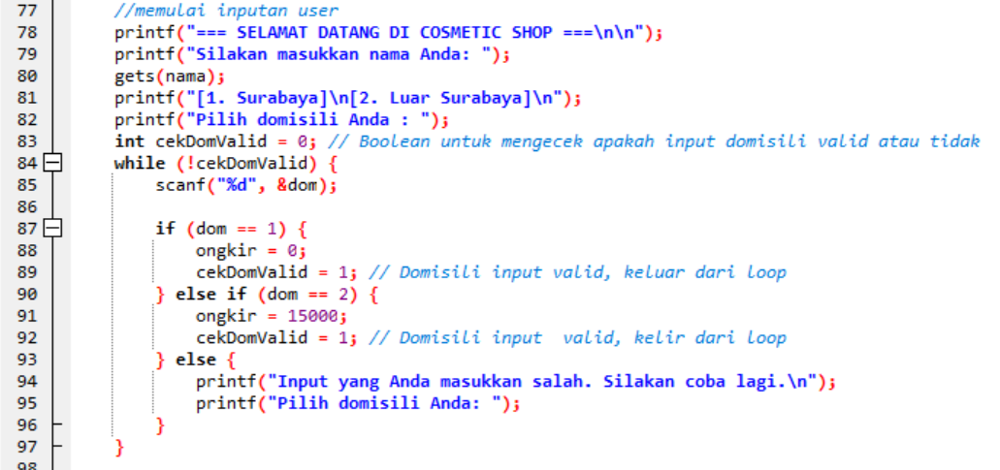 77 //memulai inputan user
78 printf("=== SELAMAT DATANG DI COSMETIC SHOP ===\n\n");
79 printf("Silakan masukkan nama Anda: ");
80 gets(nama);
81 printf("[1. Surabaya]\n[2. Luar Surabaya]\n");
82 printf("Pilih domisili Anda : ");
83 int cekDomValid = 0; // Boolean untuk mengecek apakah input domisili valid atau tidak
84 while (!cekDomValid) {
85 scanf("%d", &dom);
86
87 if (dom == 1) {
88 ongkir = 0;
89 cekDomValid = 1; // Domisili input valid, keluar dari loop
90 } else if (dom == 2) {
91 ongkir = 15000;
92 cekDomValid = 1; // Domisili input  valid, kelir dari loop
93 } else {
94 printf("Input yang Anda masukkan salah. Silakan coba lagi.\n");
95 printf("Pilih domisili Anda: ");
96 }
97 }
98